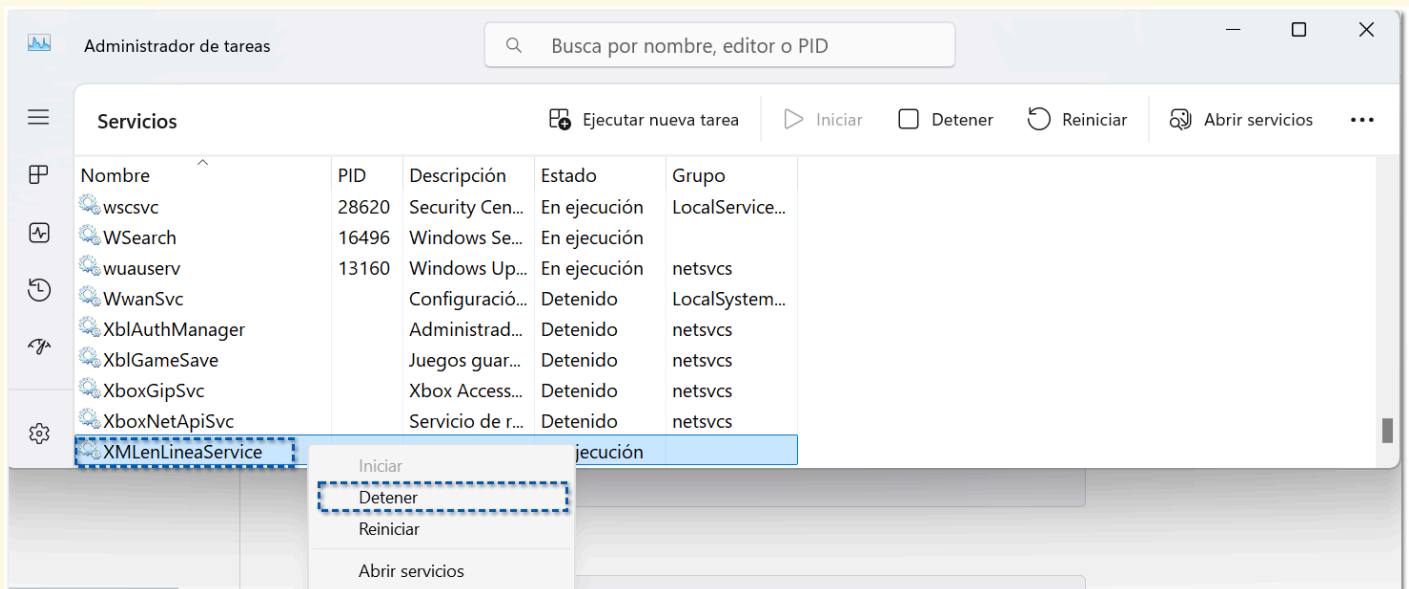 Administrador de tareas
Busca por nombre, editor o PID
Servicios
Ejecutar nueva tarea
Iniciar
Detener
Reiniciar
Abrir servicios
Nombre PID Descripción Estado Grupo
wscsvc 28620 Security Cen... En ejecución LocalService...
WSearch 16496 Windows Se... En ejecución
wuauserv 13160 Windows Up... En ejecución netsvcs
WwanSvc Configuració... Detenido LocalSystem...
XblAuthManager Administrad... Detenido netsvcs
XblGameSave Juegos guar... Detenido netsvcs
XboxGipSvc Xbox Access... Detenido netsvcs
XboxNetApiSvc Servicio de r... Detenido netsvcs
XMLenLineaService jecución
Iniciar
Detener
Reiniciar
Abrir servicios